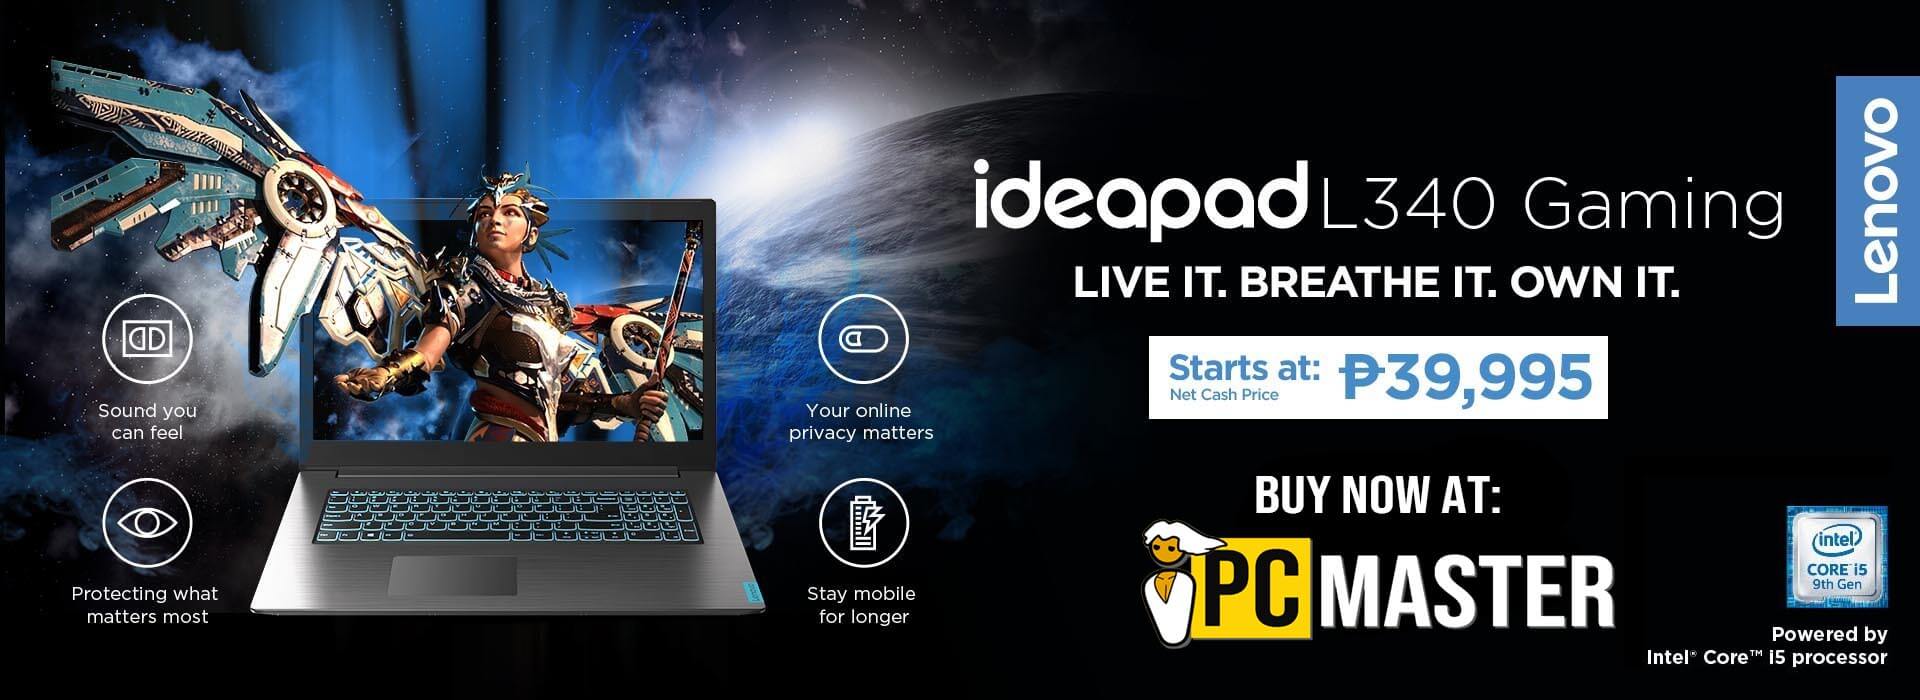 ideapad L340 Gaming
LIVE IT. BREATHE IT. OWN IT.
Starts at: ₱39,995
Net Cash Price
BUY NOW AT:
PC MASTER
Lenovo
Sound you
can feel
Protecting what
matters most
Your online
privacy matters
Stay mobile
for longer
Lenovo
intel
CORE™ i5
9th Gen
Powered by
Intel® Core™ i5 processor